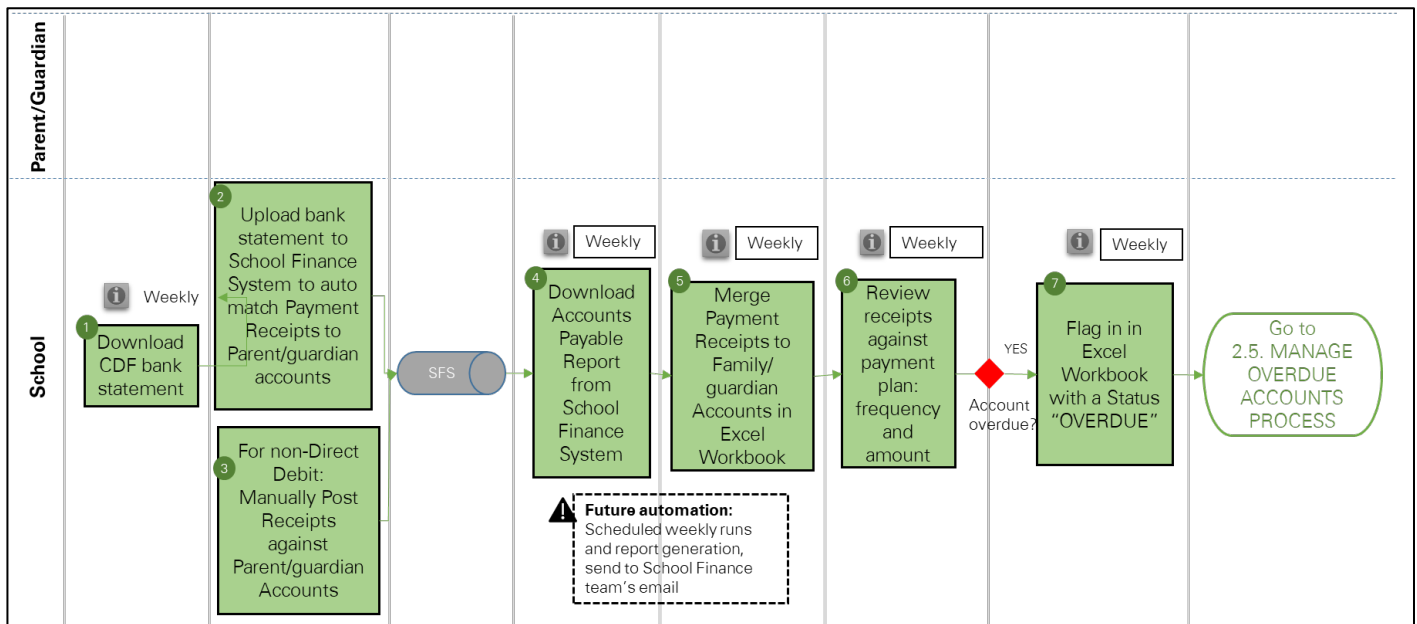 Parent/Guardian
School
Weekly
1
Download
CDF bank
statement
2
Upload bank
statement to
School Finance
System to auto
match Payment
Receipts to
Parent/guardian
accounts
3
For non-Direct
Debit:
Manually Post
Receipts
against
Parent/guardian
Accounts
SFS
Weekly
4
Download
Accounts
Payable
Report
from
School
Finance
System
Future automation:
Scheduled weekly runs
and report generation,
send to School Finance
team's email
Weekly
5
Merge
Payment
Receipts to
Family/
guardian
Accounts in
Excel
Workbook
Weekly
6
Review
receipts
against
payment
plan:
frequency
and
amount
YES
Account
overdue?
Weekly
7
Flag in in
Excel
Workbook
with a Status
“OVERDUE”
Go to
2.5. MANAGE
OVERDUE
ACCOUNTS
PROCESS